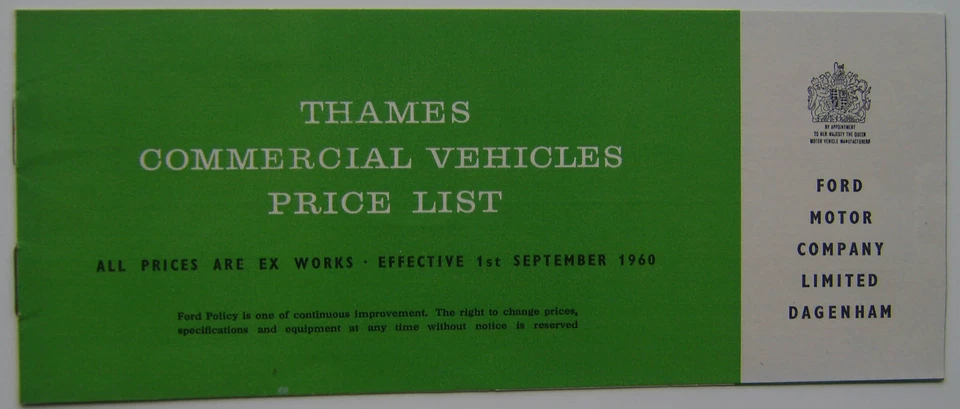 THAMES
COMMERCIAL VEHICLES
PRICE LIST
ALL PRICES ARE EX WORKS · EFFECTIVE 1st SEPTEMBER 1960
Ford Policy is one of continuous improvement. The right to change prices,
specifications and equipment at any time without notice is reserved
BY APPOINTMENT
TO HER MAJESTY THE QUEEN
MOTOR VEHICLE MANUFACTURERS
FORD
MOTOR
COMPANY
LIMITED
DAGENHAM